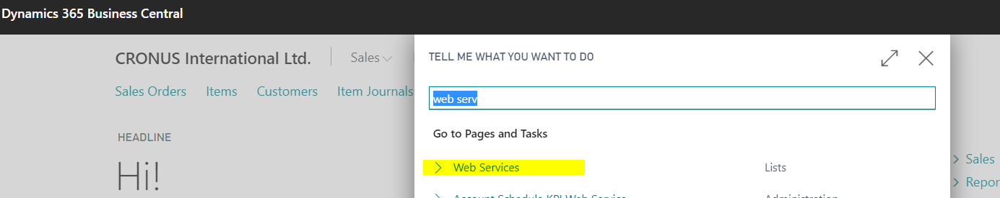 Dynamics 365 Business Central
CRONUS International Ltd.
Sales
Sales Orders
Items
Customers
Item Journals
HEADLINE
Hi!
TELL ME WHAT YOU WANT TO DO
web serv
Go to Pages and Tasks
Web Services
Lists
Account Schedule KPI Web Service
Administration
Sales
Repor